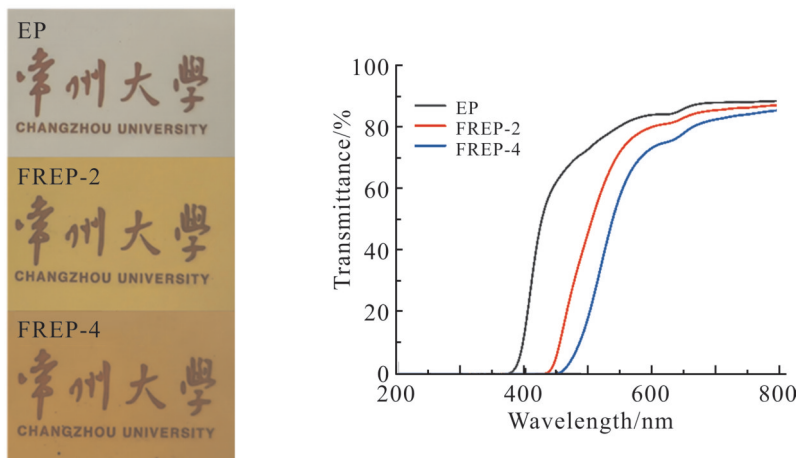 EP
常州大學
CHANGZHOU UNIVERSITY
FREP-2
常州大學
CHANGZHOU UNIVERSITY
FREP-4
常州大學
CHANGZHOU UNIVERSITY
100
80
60
40
20
0
Transmittance/%
EP
FREP-2
FREP-4
200 400 600 800
Wavelength/nm